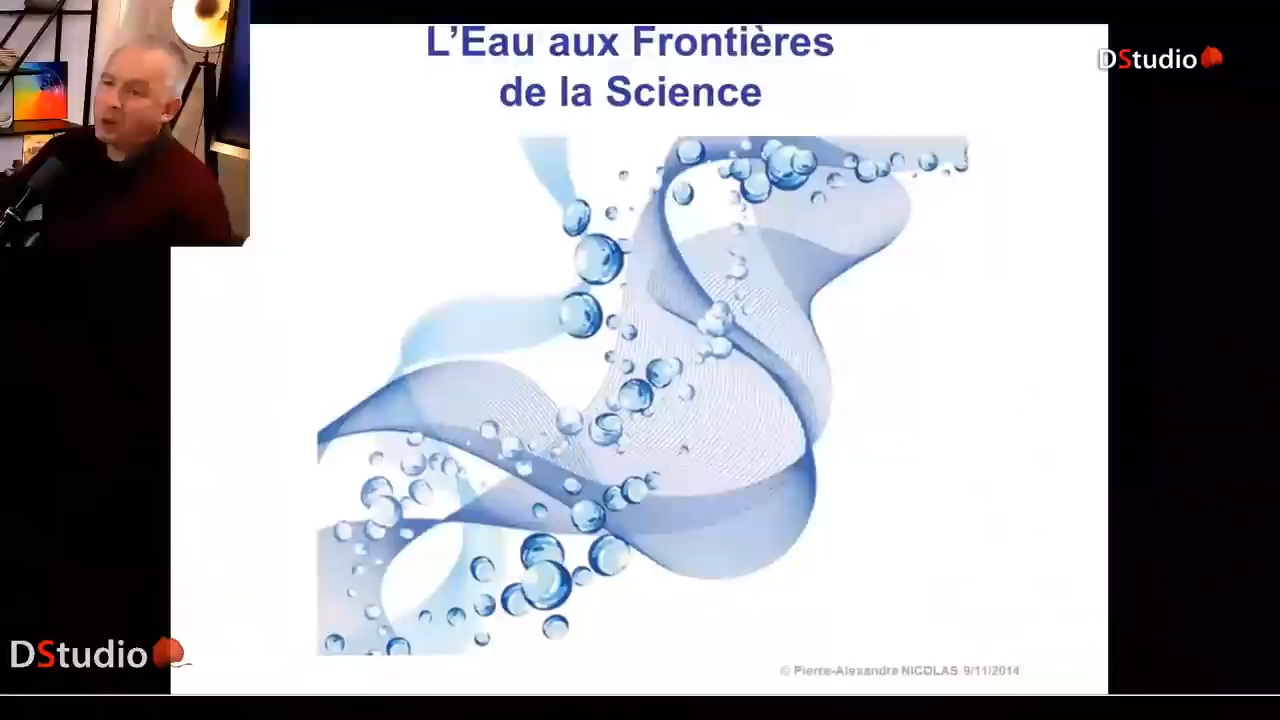 L'Eau aux Frontières
de la Science
DStudio
DStudio
© Pierre-Alexandre NICOLAS 9/11/2014